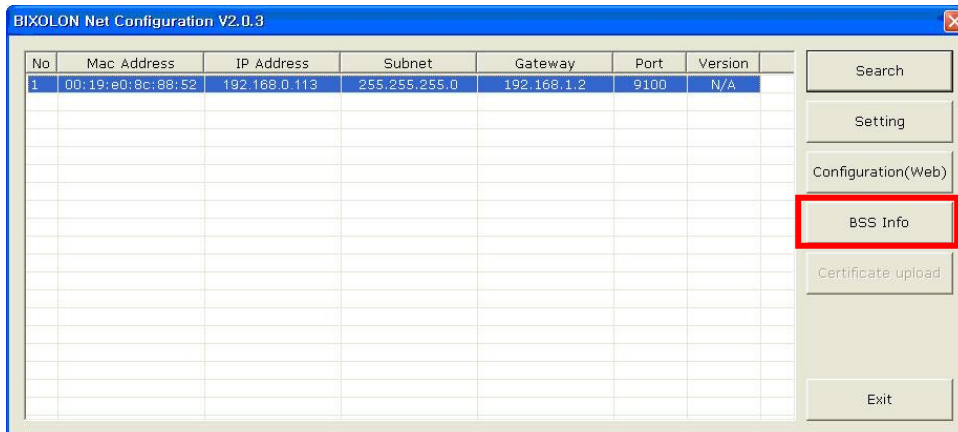 BIXOLON Net Configuration V2.0.3
No Mac Address IP Address Subnet Gateway Port Version
1 00:19:e0:8c:88:52 192.168.0.113 255.255.255.0 192.168.1.2 9100 N/A
Search
Setting
Configuration(Web)
BSS Info
Certificate upload
Exit